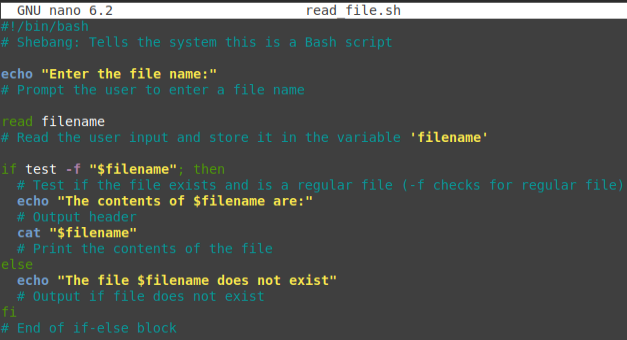 GNU nano 6.2 read_file.sh
#!/bin/bash
# Shebang: Tells the system this is a Bash script
echo "Enter the file name:"
# Prompt the user to enter a file name
read filename
# Read the user input and store it in the variable 'filename'
if test -f "$filename"; then
# Test if the file exists and is a regular file (-f checks for regular file)
echo "The contents of $filename are:"
# Output header
cat "$filename"
# Print the contents of the file
else
echo "The file $filename does not exist"
# Output if file does not exist
fi
# End of if-else block